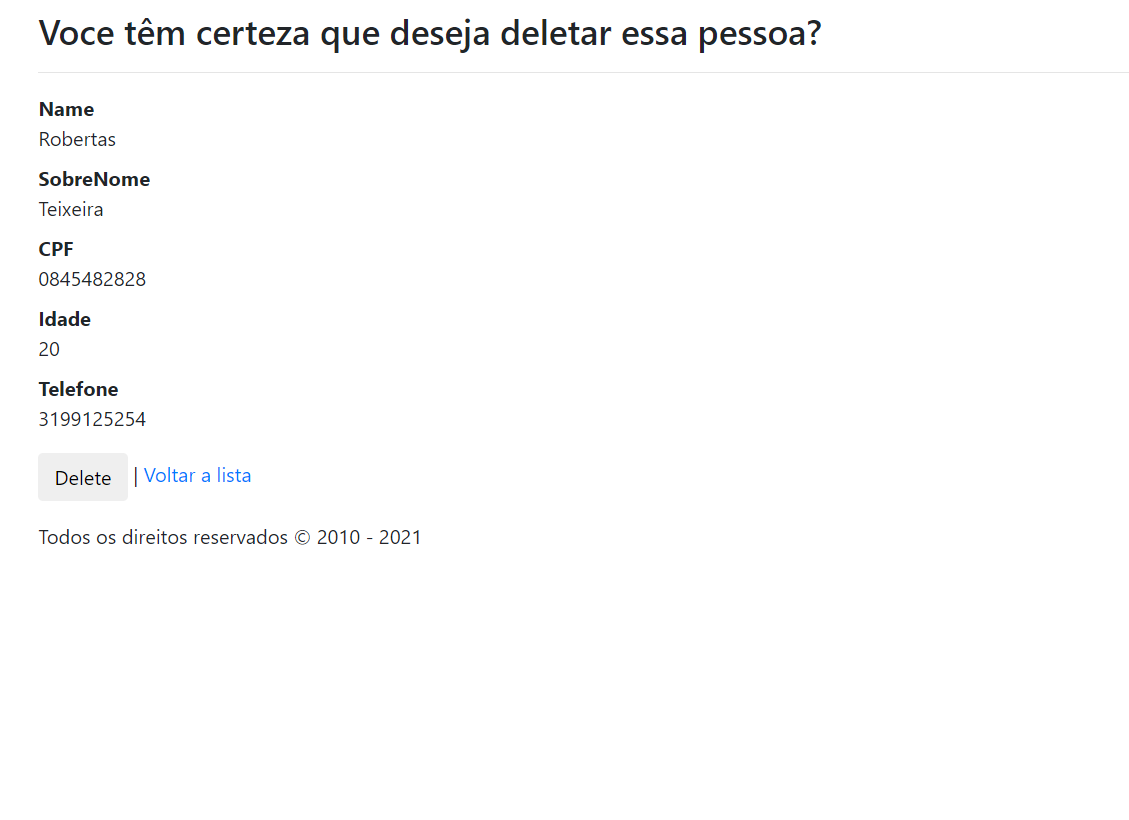 Voce têm certeza que deseja deletar essa pessoa?
Name
Robertas
SobreNome
Teixeira
CPF
0845482828
Idade
20
Telefone
3199125254
Delete | Voltar a lista
Todos os direitos reservados © 2010 - 2021